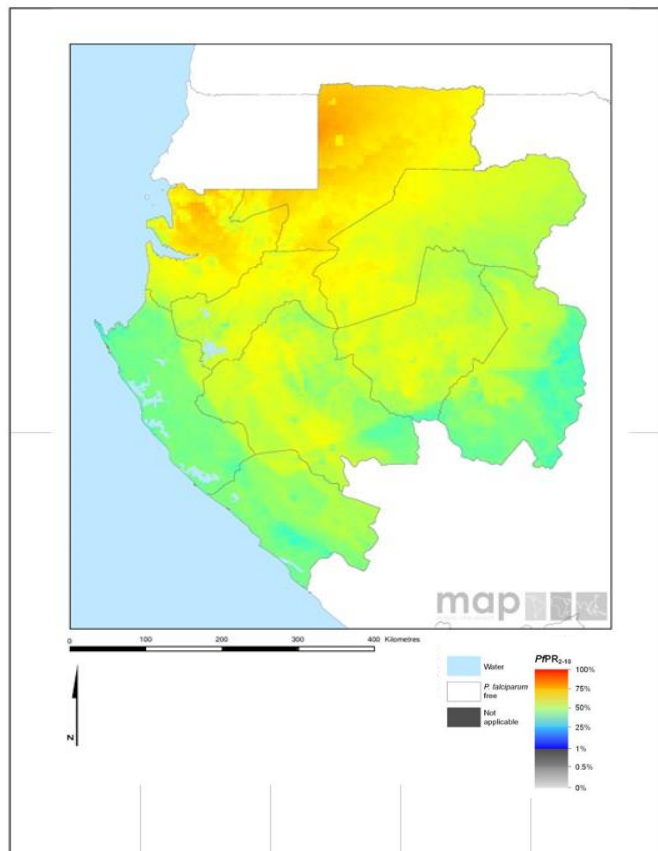 map
0 100 200 300 400 Kilometres
N
Water
P. falciparum
free
Not
applicable
PfPR2-10
100%
75%
50%
25%
1%
0.5%
0%